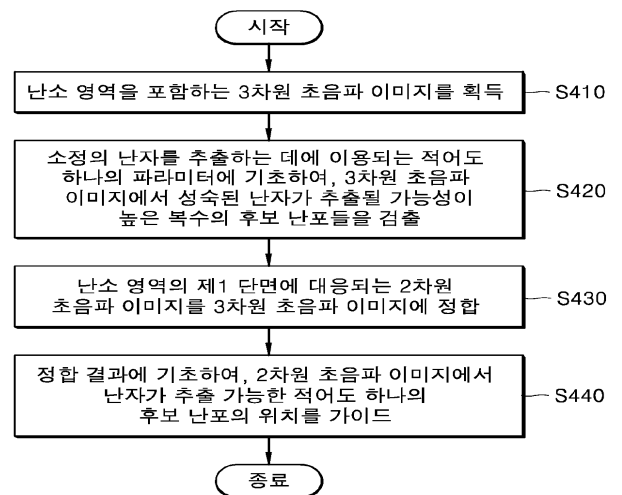 시작
난소 영역을 포함하는 3차원 초음파 이미지를 획득
S410
소정의 난자를 추출하는 데에 이용되는 적어도
하나의 파라미터에 기초하여, 3차원 초음파
이미지에서 성숙된 난자가 추출될 가능성이
높은 복수의 후보 난포들을 검출
S420
난소 영역의 제1 단면에 대응되는 2차원
초음파 이미지를 3차원 초음파 이미지에 정합
S430
정합 결과에 기초하여, 2차원 초음파 이미지에서
난자가 추출 가능한 적어도 하나의
후보 난포의 위치를 가이드
S440
종료